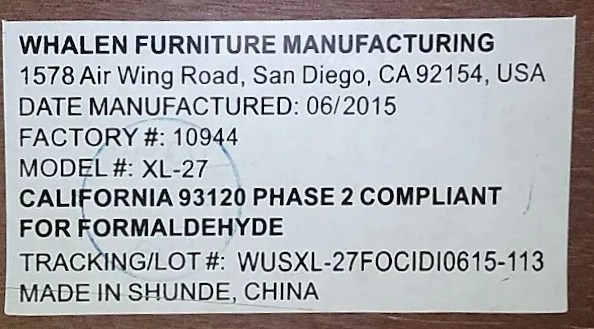 WHALEN FURNITURE MANUFACTURING
1578 Air Wing Road, San Diego, CA 92154, USA
DATE MANUFACTURED: 06/2015
FACTORY #: 10944
MODEL #: XL-27
CALIFORNIA 93120 PHASE 2 COMPLIANT
FOR FORMALDEHYDE
TRACKING/LOT #: WUSXL-27FOCIDI0615-113
MADE IN SHUNDE, CHINA